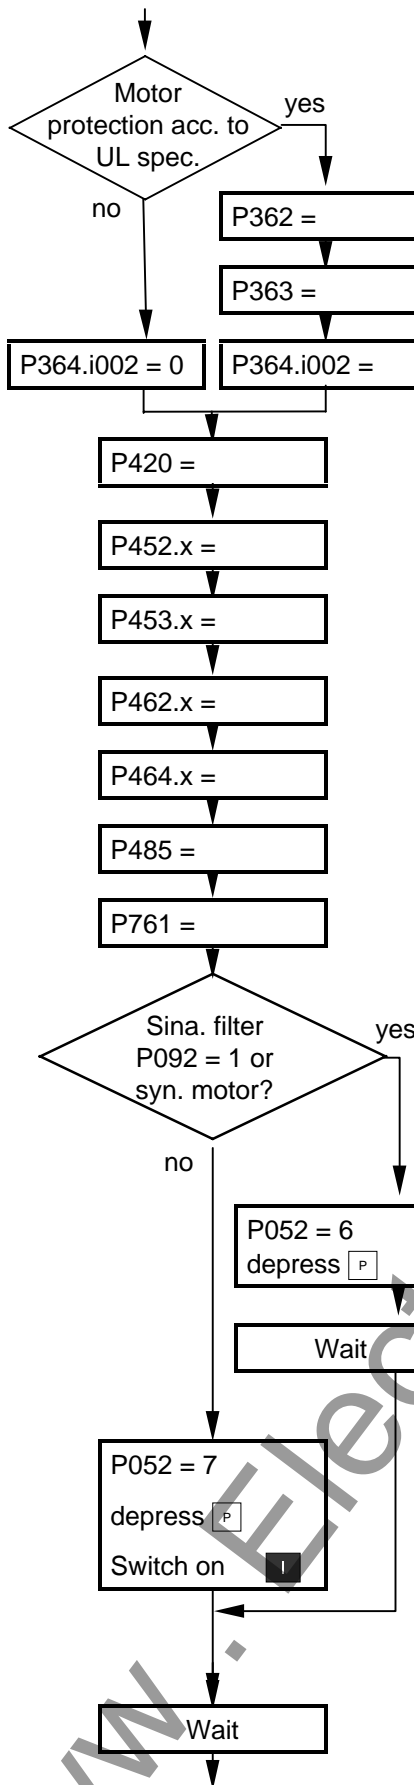 Motor
protection acc. to
UL spec.
yes
no
P362 =
P363 =
P364.i002 = 0
P364.i002 =
P420 =
P452.x =
P453.x =
P462.x =
P464.x =
P485 =
P761 =
Sina. filter
P092 = 1 or
syn. motor?
yes
no
P052 = 6
depress P
Wait
P052 = 7
depress P
Switch on I
Wait
w . Elect